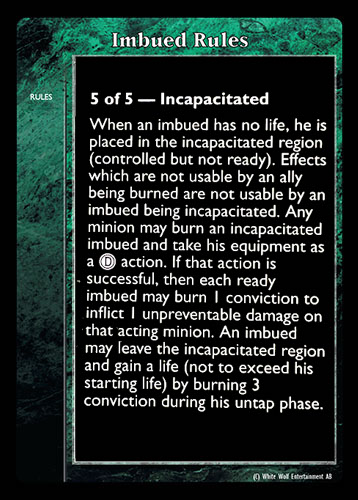 Imbued Rules
RULES
5 of 5 — Incapacitated
When an imbued has no life, he is
placed in the incapacitated region
(controlled but not ready). Effects
which are not usable by an ally
being burned are not usable by an
imbued being incapacitated. Any
minion may burn an incapacitated
imbued and take his equipment as
a Ⓓ action. If that action is
successful, then each ready
imbued may burn 1 conviction to
inflict 1 unpreventable damage on
that acting minion. An imbued
may leave the incapacitated region
and gain a life (not to exceed his
starting life) by burning 3
conviction during his untap phase.
(C) White Wolf Entertainment AB